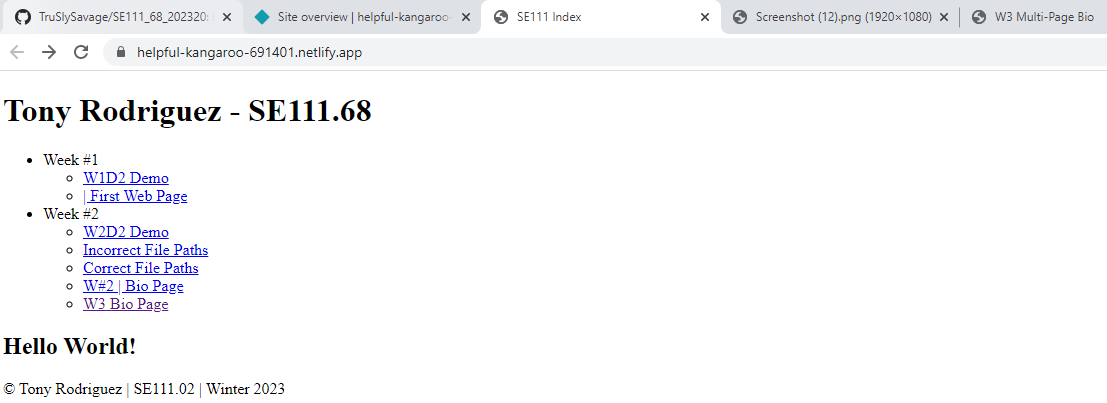 TruSlySavage/SE111_68_202320:
Site overview | helpful-kangaroo-
SE111 Index
Screenshot (12).png (1920×1080)
W3 Multi-Page Bio
helpful-kangaroo-691401.netlify.app
Tony Rodriguez - SE111.68
Week #1
W1D2 Demo
| First Web Page
Week #2
W2D2 Demo
Incorrect File Paths
Correct File Paths
W#2 | Bio Page
W3 Bio Page
Hello World!
© Tony Rodriguez | SE111.02 | Winter 2023